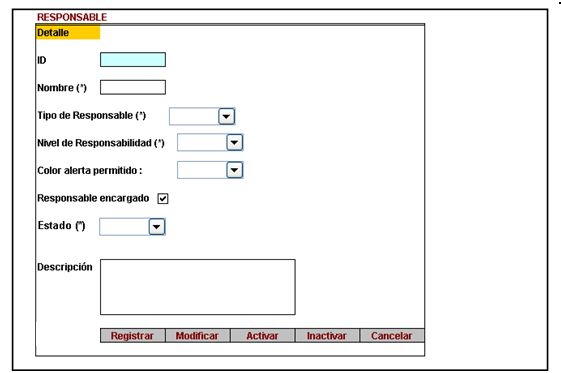 RESPONSABLE
Detalle
ID
Nombre (*)
Tipo de Responsable (*)
Nivel de Responsabilidad (*)
Color alerta permitido :
Responsable encargado
Estado (*)
Descripción
Registrar Modificar Activar Inactivar Cancelar